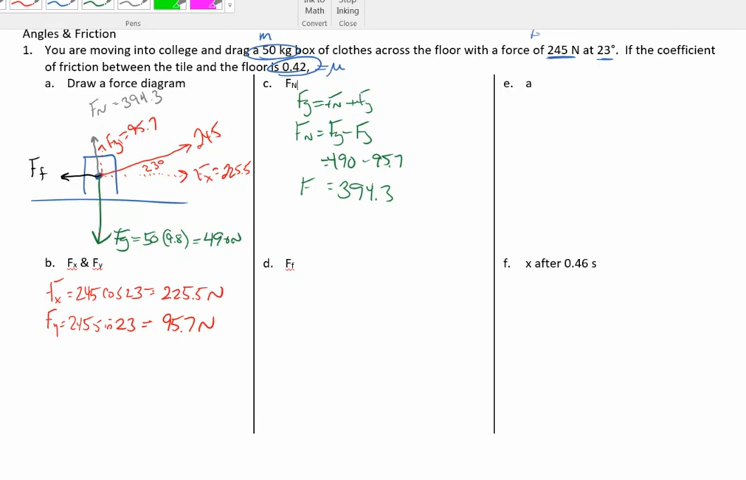 to
Math
Ink to
Stop
Inking
Pens
Convert
Close
Angles & Friction
m
1. You are moving into college and drag a 50 kg box of clothes across the floor with a force of 245 N at 23°. If the coefficient
of friction between the tile and the floor is 0.42. = μ
a. Draw a force diagram
FN = 394.3
Fy = 95.7
245
23°
Fx = 225.5
Ff
Fg = 50 (9.8) = 490N
b. Fx & Fy
Fx = 245 cos 23 = 225.5 N
Fy = 245 sin 23 = 95.7 N
c. FN
Fg = FN + Fy
FN = Fg - Fy
= 490 - 95.7
F = 394.3
d. Ff
e. a
f. x after 0.46 s